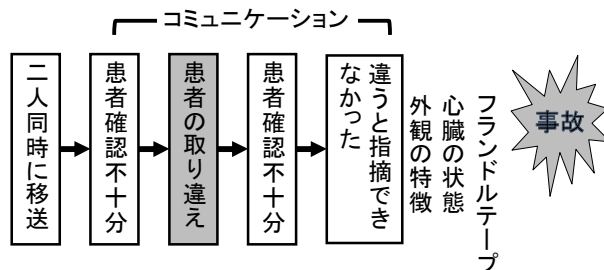 コミュニケーション
二人同時に移送
患者確認不十分
患者の取り違え
患者確認不十分
違うと指摘でき
なかった
外観の特徴
心臓の状態
フランドルテープ
事故